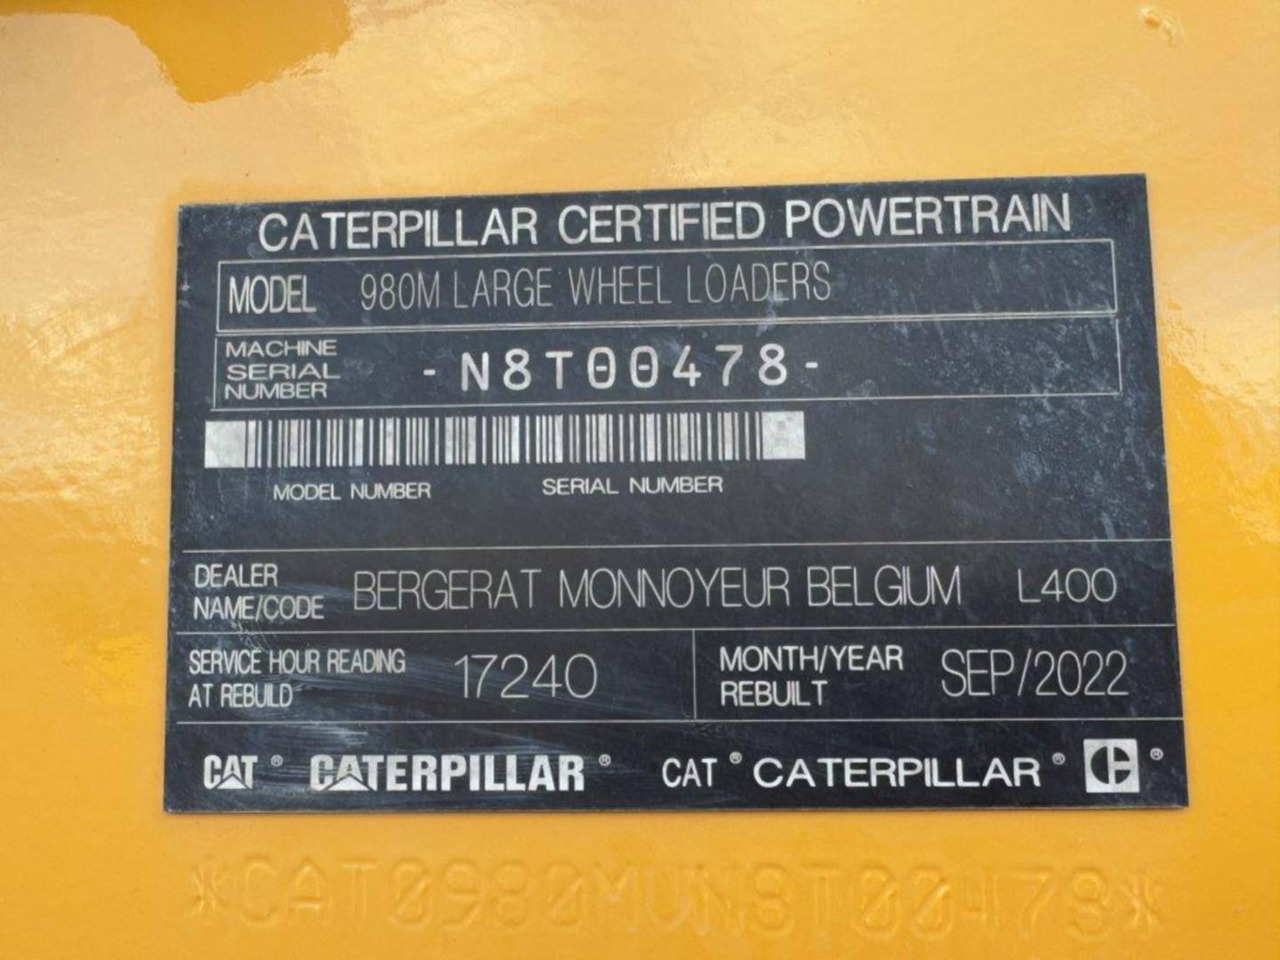 CATERPILLAR CERTIFIED POWERTRAIN
MODEL 980M LARGE WHEEL LOADERS
MACHINE SERIAL NUMBER -N8T00478-
MODEL NUMBER SERIAL NUMBER
DEALER NAME/CODE BERGERAT MONNOYEUR BELGIUM L400
SERVICE HOUR READING AT REBUILD 17240 MONTH/YEAR REBUILT SEP/2022
CAT ® CATERPILLAR ® CAT ® CATERPILLAR ® C ®
*CAT0980MVN8T00478*